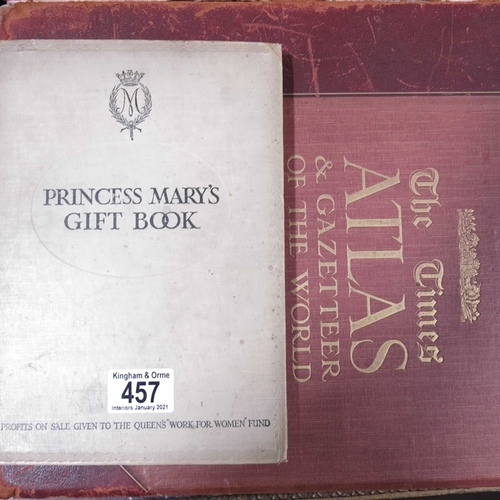 M
PRINCESS MARY'S
GIFT BOOK
Kingham & Orme
457
Interiors January 2021
PROFITS ON SALE GIVEN TO THE QUEEN'S "WORK FOR WOMEN" FUND
The Times
ATLAS
& GAZETTEER
OF THE WORLD